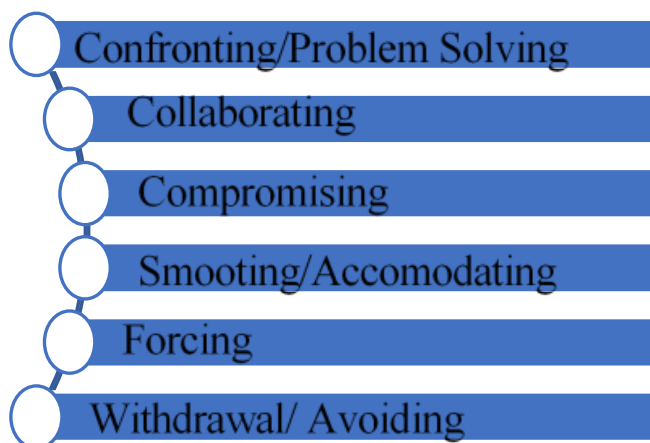 Confronting/Problem Solving
Collaborating
Compromising
Smooting/Accomodating
Forcing
Withdrawal/ Avoiding